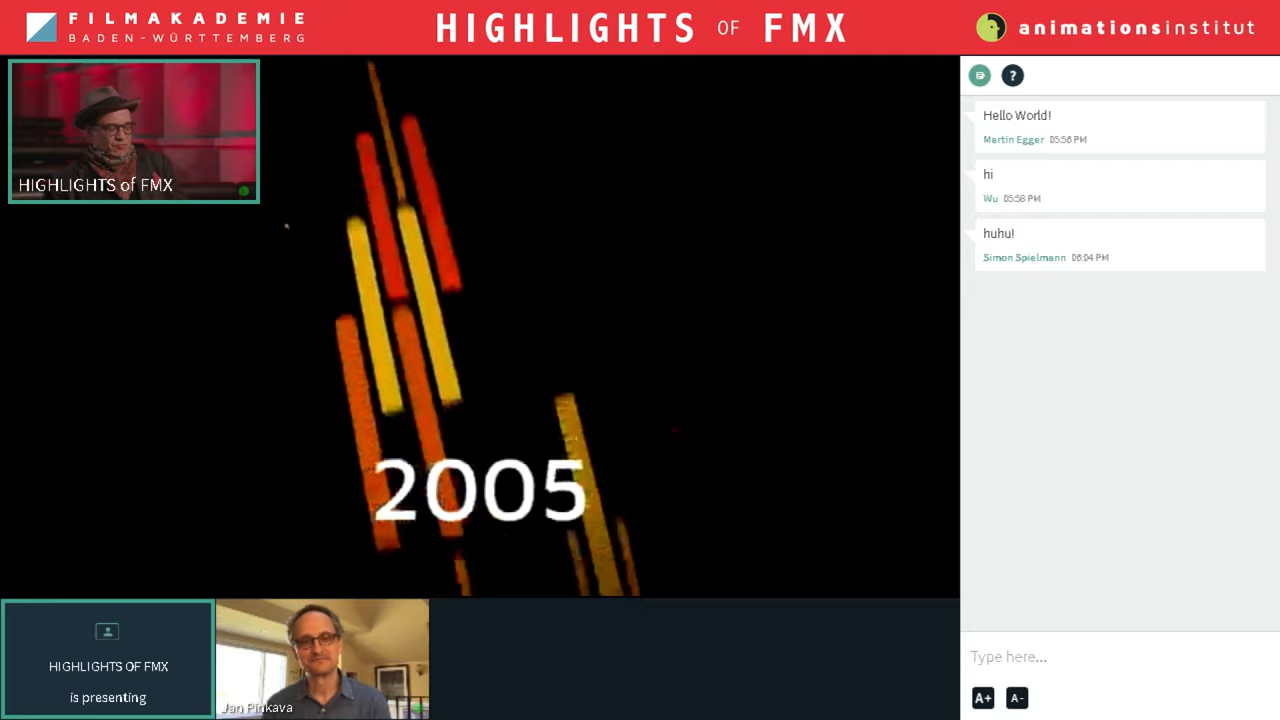 FILMAKADEMIE
BADEN-WÜRTTEMBERG
HIGHLIGHTS OF FMX
animationsinstitut
HIGHLIGHTS of FMX
2005
HIGHLIGHTS OF FMX
is presenting
Jan Pinkava
?
Hello World!
Martin Egger 05:56 PM
hi
Wu 05:58 PM
huhu!
Simon Spielmann 06:04 PM
Type here...
A+ A-